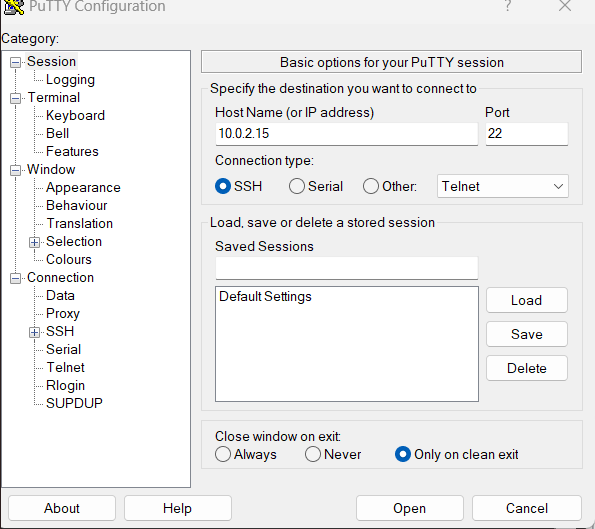 PuTTY Configuration
?
Category:
Session
Logging
Terminal
Keyboard
Bell
Features
Window
Appearance
Behaviour
Translation
Selection
Colours
Connection
Data
Proxy
SSH
Serial
Telnet
Rlogin
SUPDUP
Basic options for your PuTTY session
Specify the destination you want to connect to
Host Name (or IP address) Port
10.0.2.15 22
Connection type:
SSH Serial Other: Telnet
Load, save or delete a stored session
Saved Sessions
Default Settings
Load
Save
Delete
Close window on exit:
Always Never Only on clean exit
About Help Open Cancel